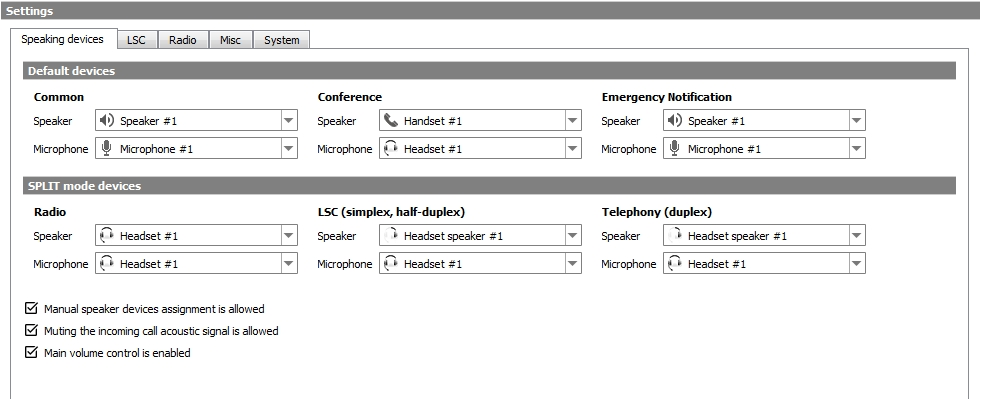 Settings
Speaking devices LSC Radio Misc System
Default devices
Common Conference Emergency Notification
Speaker Speaker #1 Speaker Handset #1 Speaker Speaker #1
Microphone Microphone #1 Microphone Headset #1 Microphone Microphone #1
SPLIT mode devices
Radio LSC (simplex, half-duplex) Telephony (duplex)
Speaker Headset #1 Speaker Headset speaker #1 Speaker Headset speaker #1
Microphone Headset #1 Microphone Headset #1 Microphone Headset #1
Manual speaker devices assignment is allowed
Muting the incoming call acoustic signal is allowed
Main volume control is enabled